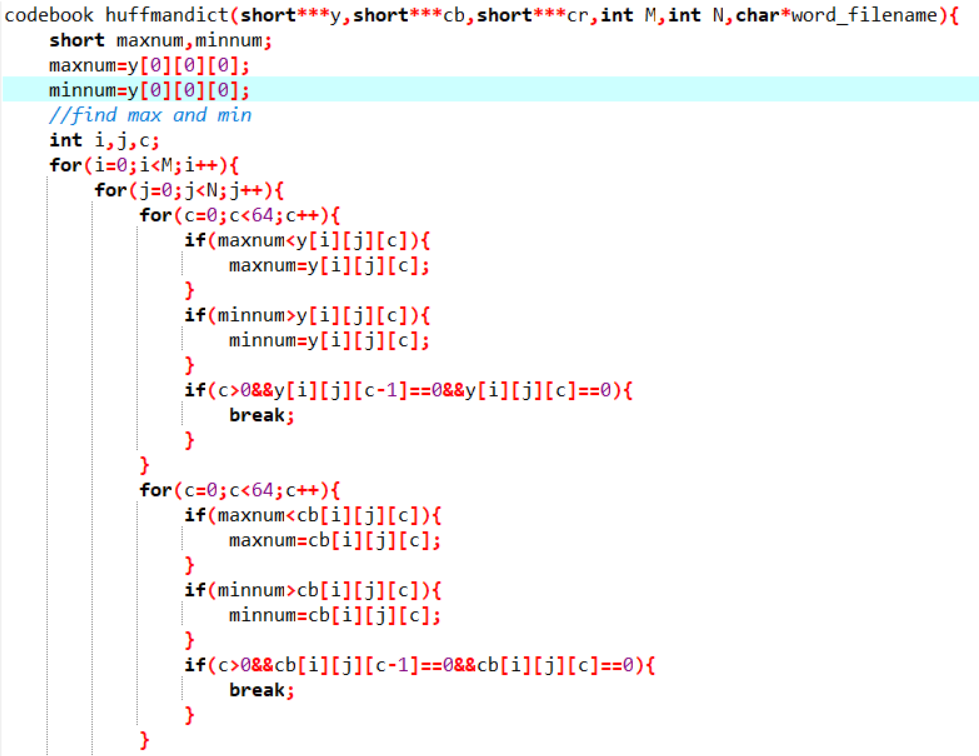 codebook huffmandict(short***y,short***cb,short***cr,int M,int N,char*word_filename){
    short maxnum,minnum;
    maxnum=y[0][0][0];
    minnum=y[0][0][0];
    //find max and min
    int i,j,c;
    for(i=0;i<M;i++){
        for(j=0;j<N;j++){
            for(c=0;c<64;c++){
                if(maxnum<y[i][j][c]){
                    maxnum=y[i][j][c];
                }
                if(minnum>y[i][j][c]){
                    minnum=y[i][j][c];
                }
                if(c>0&&y[i][j][c-1]==0&&y[i][j][c]==0){
                    break;
                }
            }
            for(c=0;c<64;c++){
                if(maxnum<cb[i][j][c]){
                    maxnum=cb[i][j][c];
                }
                if(minnum>cb[i][j][c]){
                    minnum=cb[i][j][c];
                }
                if(c>0&&cb[i][j][c-1]==0&&cb[i][j][c]==0){
                    break;
                }
            }